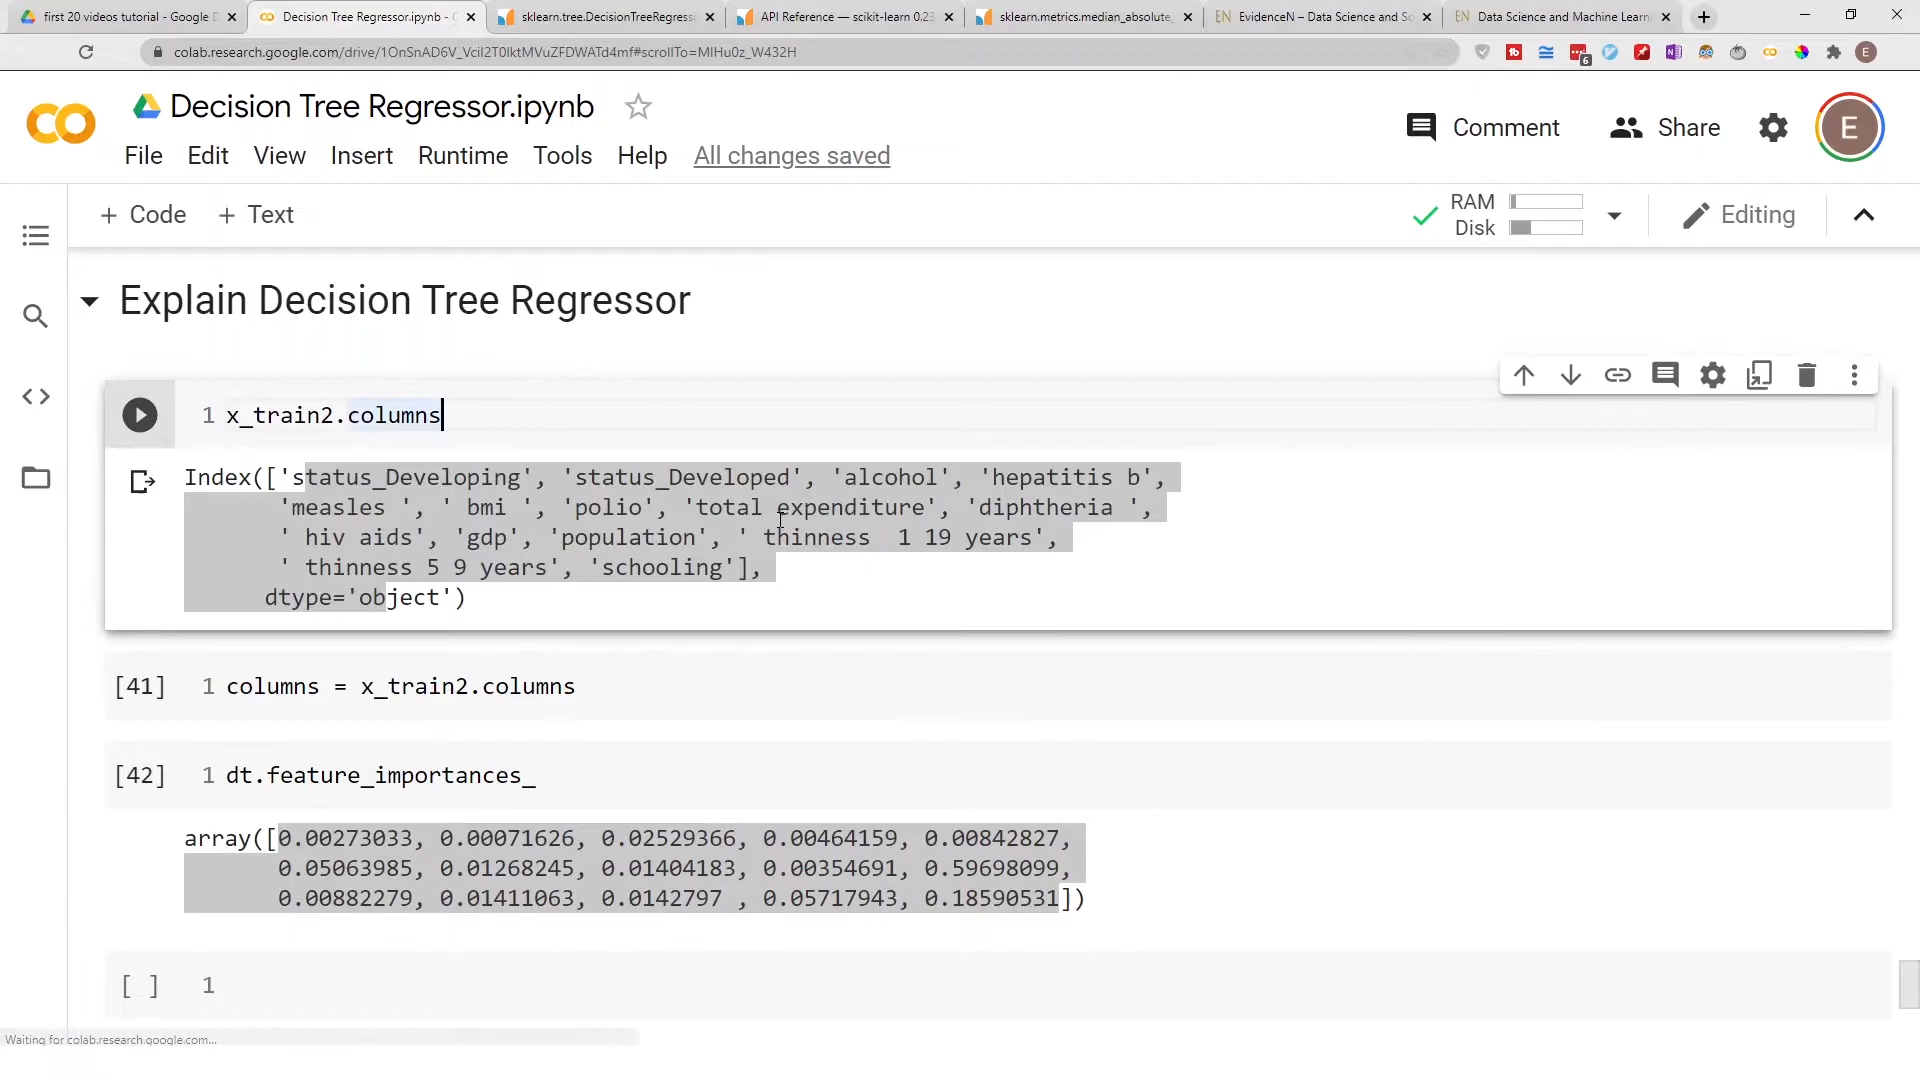 first 20 videos tutorial - Google D
Decision Tree Regressor.ipynb - C
sklearn.tree.DecisionTreeRegress
API Reference — scikit-learn 0.23
sklearn.metrics.median_absolute_
EvidenceN – Data Science and Sc
Data Science and Machine Learni
colab.research.google.com/drive/1OnSnAD6V_Vcil2T0lktMVuZFDWATd4mf#scrollTo=MIHu0z_W432H
6
E
CO
Decision Tree Regressor.ipynb
Comment
Share
E
File Edit View Insert Runtime Tools Help All changes saved
+ Code + Text
RAM
Disk
Editing
Explain Decision Tree Regressor
1 x_train2.columns
Index(['status_Developing', 'status_Developed', 'alcohol', 'hepatitis b',
'measles ', ' bmi ', 'polio', 'total expenditure', 'diphtheria ',
' hiv aids', 'gdp', 'population', ' thinness  1 19 years',
' thinness 5 9 years', 'schooling'],
dtype='object')
[41] 1 columns = x_train2.columns
[42] 1 dt.feature_importances_
array([0.00273033, 0.00071626, 0.02529366, 0.00464159, 0.00842827,
0.05063985, 0.01268245, 0.01404183, 0.00354691, 0.59698099,
0.00882279, 0.01411063, 0.0142797 , 0.05717943, 0.18590531])
[ ] 1
Waiting for colab.research.google.com...